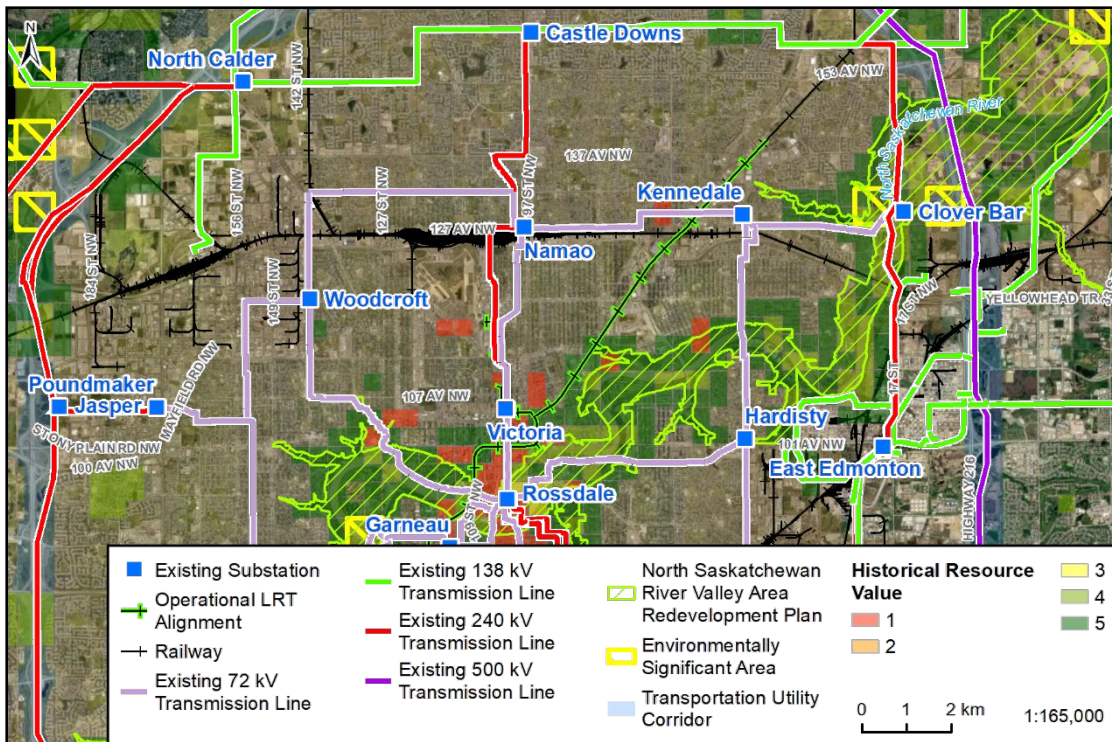 N
Castle Downs
North Calder
142 ST NW
153 AV NW
North Saskatchewan River
137 AV NW
Kennedale
156 ST NW
127 ST NW
97 ST NW
127 AV NW
Clover Bar
Namao
184 ST NW
149 ST NW
Woodcroft
17 ST NW
YELLOWHEAD TR
Poundmaker
Jasper
MAYFIELD RD NW
107 AV NW
17 ST
Victoria
Hardisty
STONY PLAIN RD NW
100 AV NW
101 AV NW
East Edmonton
Rossdale
109 ST NW
Garneau
HIGHWAY 216
Existing Substation
Operational LRT
Alignment
Railway
Existing 72 kV
Transmission Line
Existing 138 kV
Transmission Line
Existing 240 kV
Transmission Line
Existing 500 kV
Transmission Line
North Saskatchewan
River Valley Area
Redevelopment Plan
Environmentally
Significant Area
Transportation Utility
Corridor
Historical Resource
Value
1
2
3
4
5
0 1 2 km
1:165,000